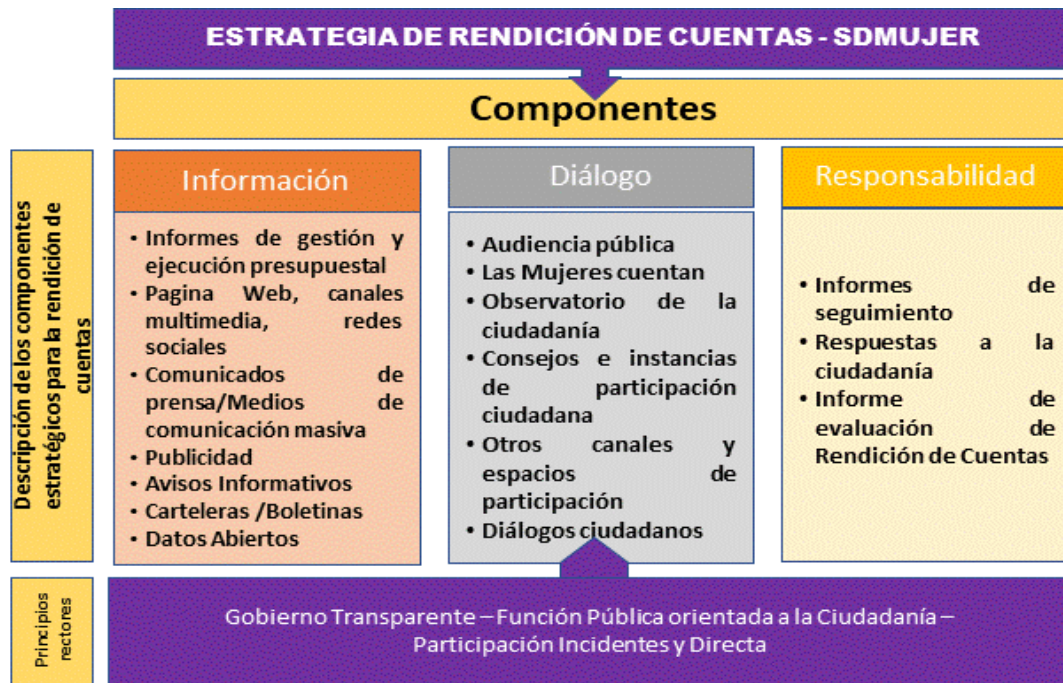 ESTRATEGIA DE RENDICIÓN DE CUENTAS - SDMUJER
Componentes
Descripción de los componentes
estratégicos para la rendición de
cuentas
Información
• Informes de gestión y
ejecución presupuestal
• Pagina Web, canales
multimedia, redes
sociales
• Comunicados de
prensa/Medios de
comunicación masiva
• Publicidad
• Avisos Informativos
• Carteleras /Boletinas
• Datos Abiertos
Diálogo
• Audiencia pública
• Las Mujeres cuentan
• Observatorio de la
ciudadanía
• Consejos e instancias
de participación
ciudadana
• Otros canales y
espacios de
participación
• Diálogos ciudadanos
Responsabilidad
• Informes de
seguimiento
• Respuestas a la
ciudadanía
• Informe de
evaluación de
Rendición de Cuentas
Principios
rectores
Gobierno Transparente – Función Pública orientada a la Ciudadanía –
Participación Incidentes y Directa